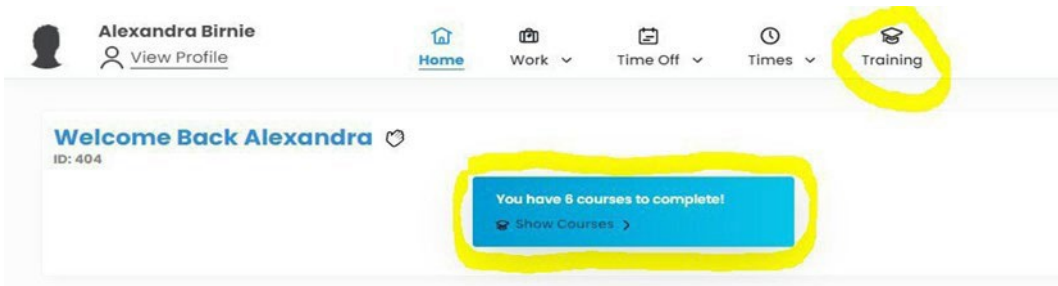 Alexandra Birnie
View Profile
Home Work Time Off Times Training
Welcome Back Alexandra
ID: 404
You have 6 courses to complete!
Show Courses